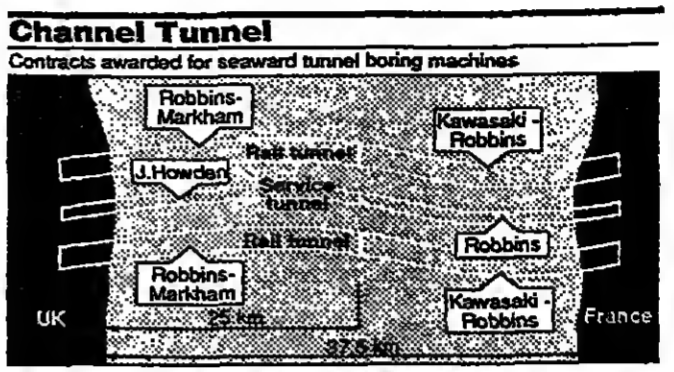 Channel Tunnel
Contracts awarded for seaward tunnel boring machines
Robbins-
Markham
Kawasaki -
Robbins
Rail tunnel
J.Howden
Service
tunnel
Rail tunnel
Robbins
Robbins-
Markham
Kawasaki -
Robbins
UK
25 km
France
37.5 km